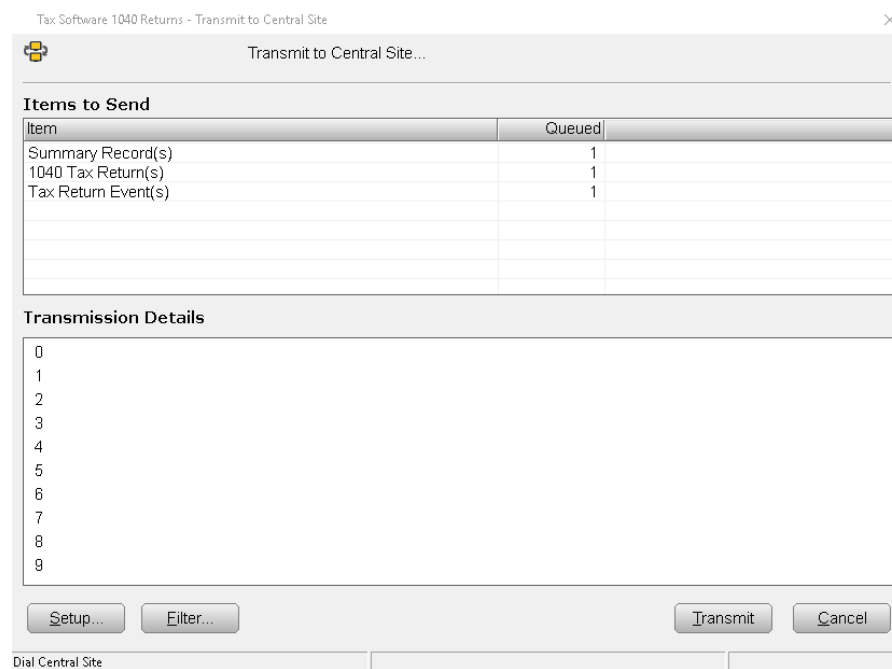 Tax Software 1040 Returns - Transmit to Central Site
Transmit to Central Site...
Items to Send
Item Queued
Summary Record(s) 1
1040 Tax Return(s) 1
Tax Return Event(s) 1
Transmission Details
0
1
2
3
4
5
6
7
8
9
Setup... Filter... Transmit Cancel
Dial Central Site